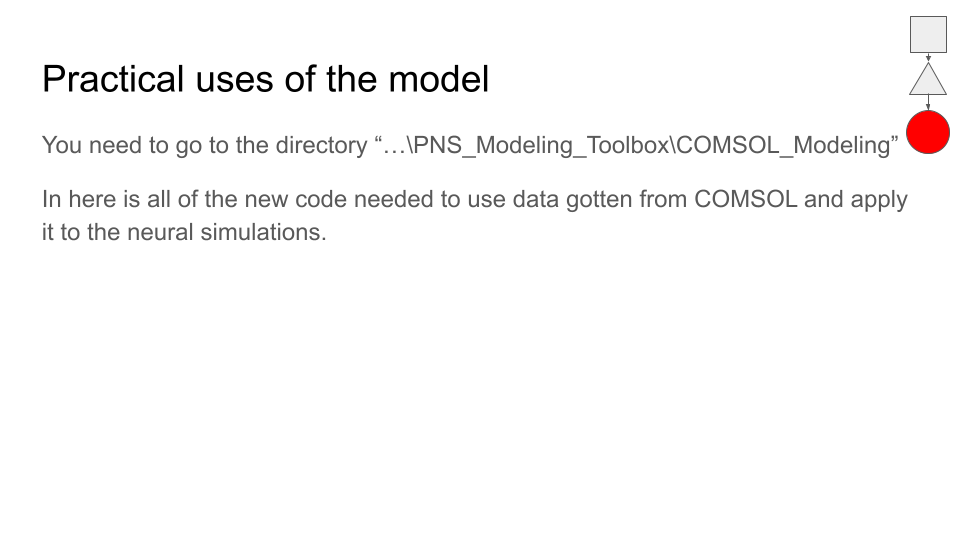 Practical uses of the model
You need to go to the directory “…\PNS_Modeling_Toolbox\COMSOL_Modeling”
In here is all of the new code needed to use data gotten from COMSOL and apply
it to the neural simulations.